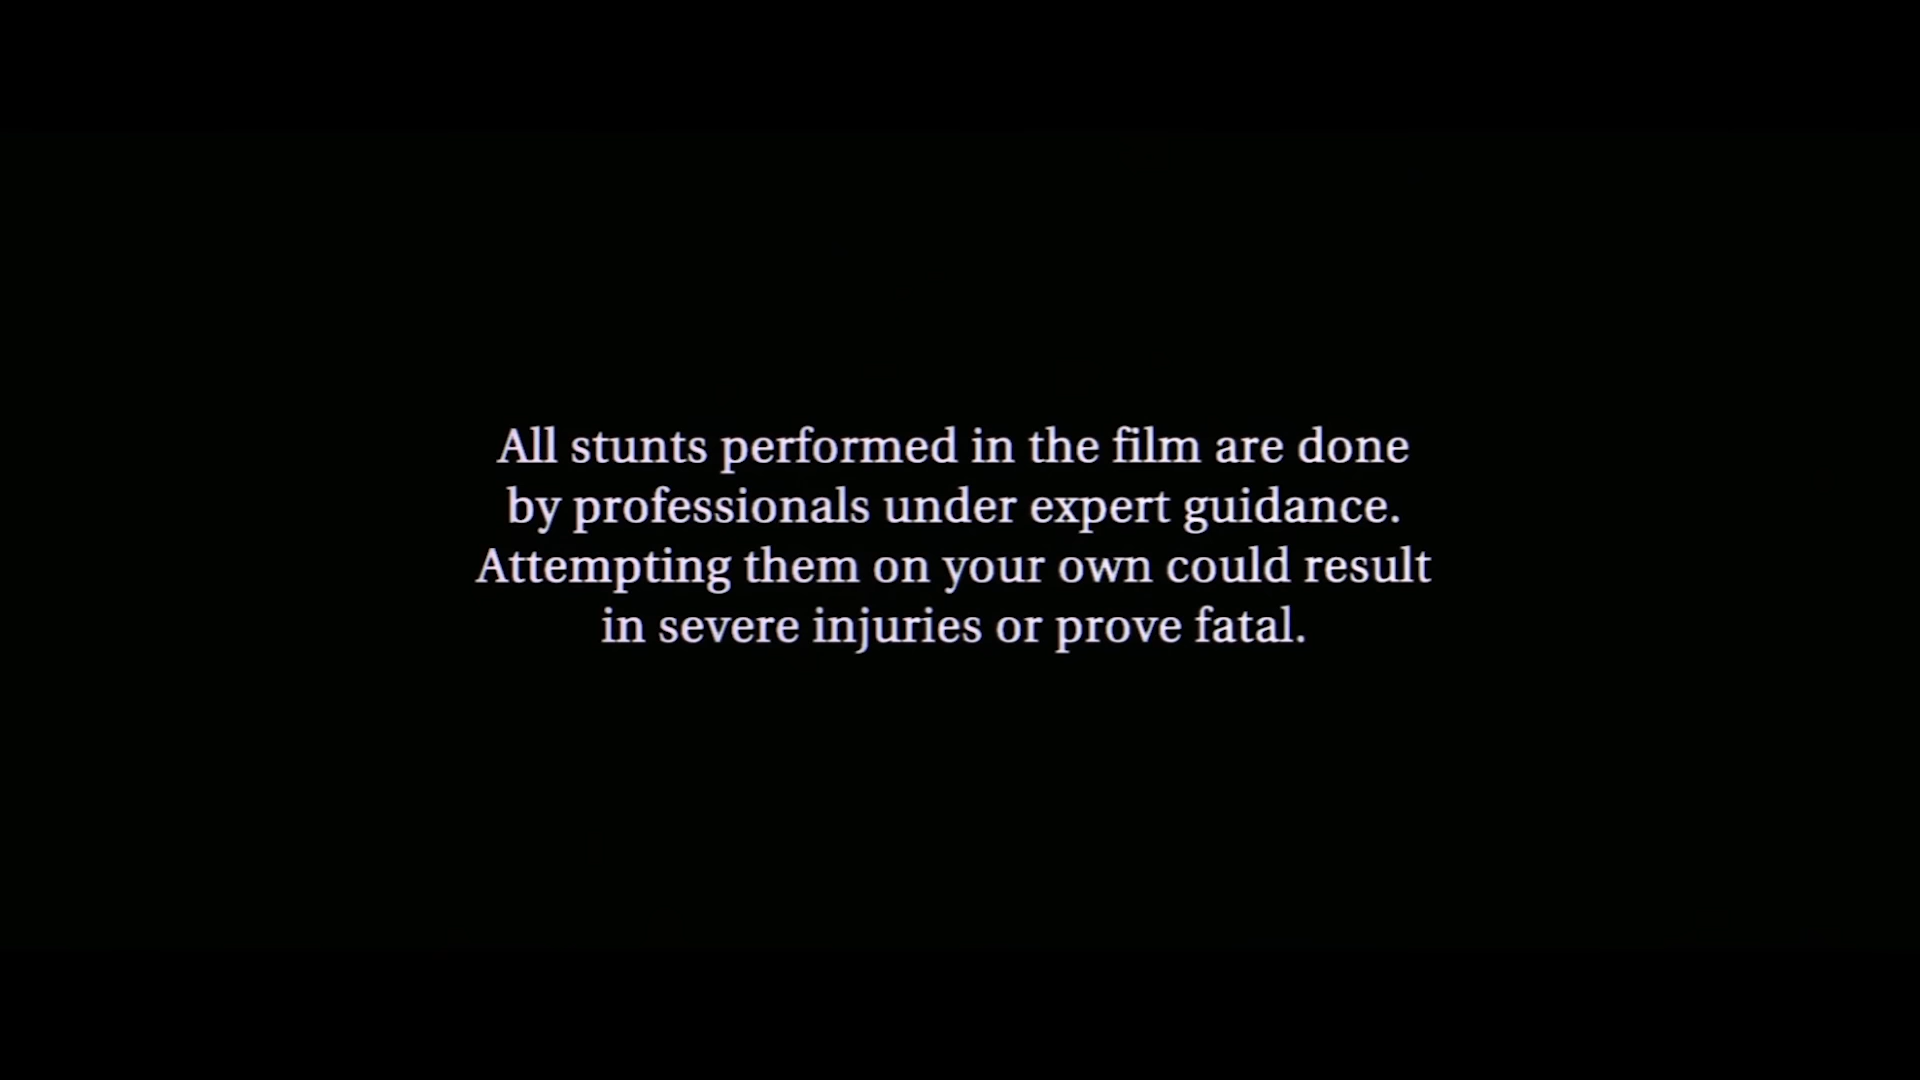 All stunts performed in the film are done
by professionals under expert guidance.
Attempting them on your own could result
in severe injuries or prove fatal.